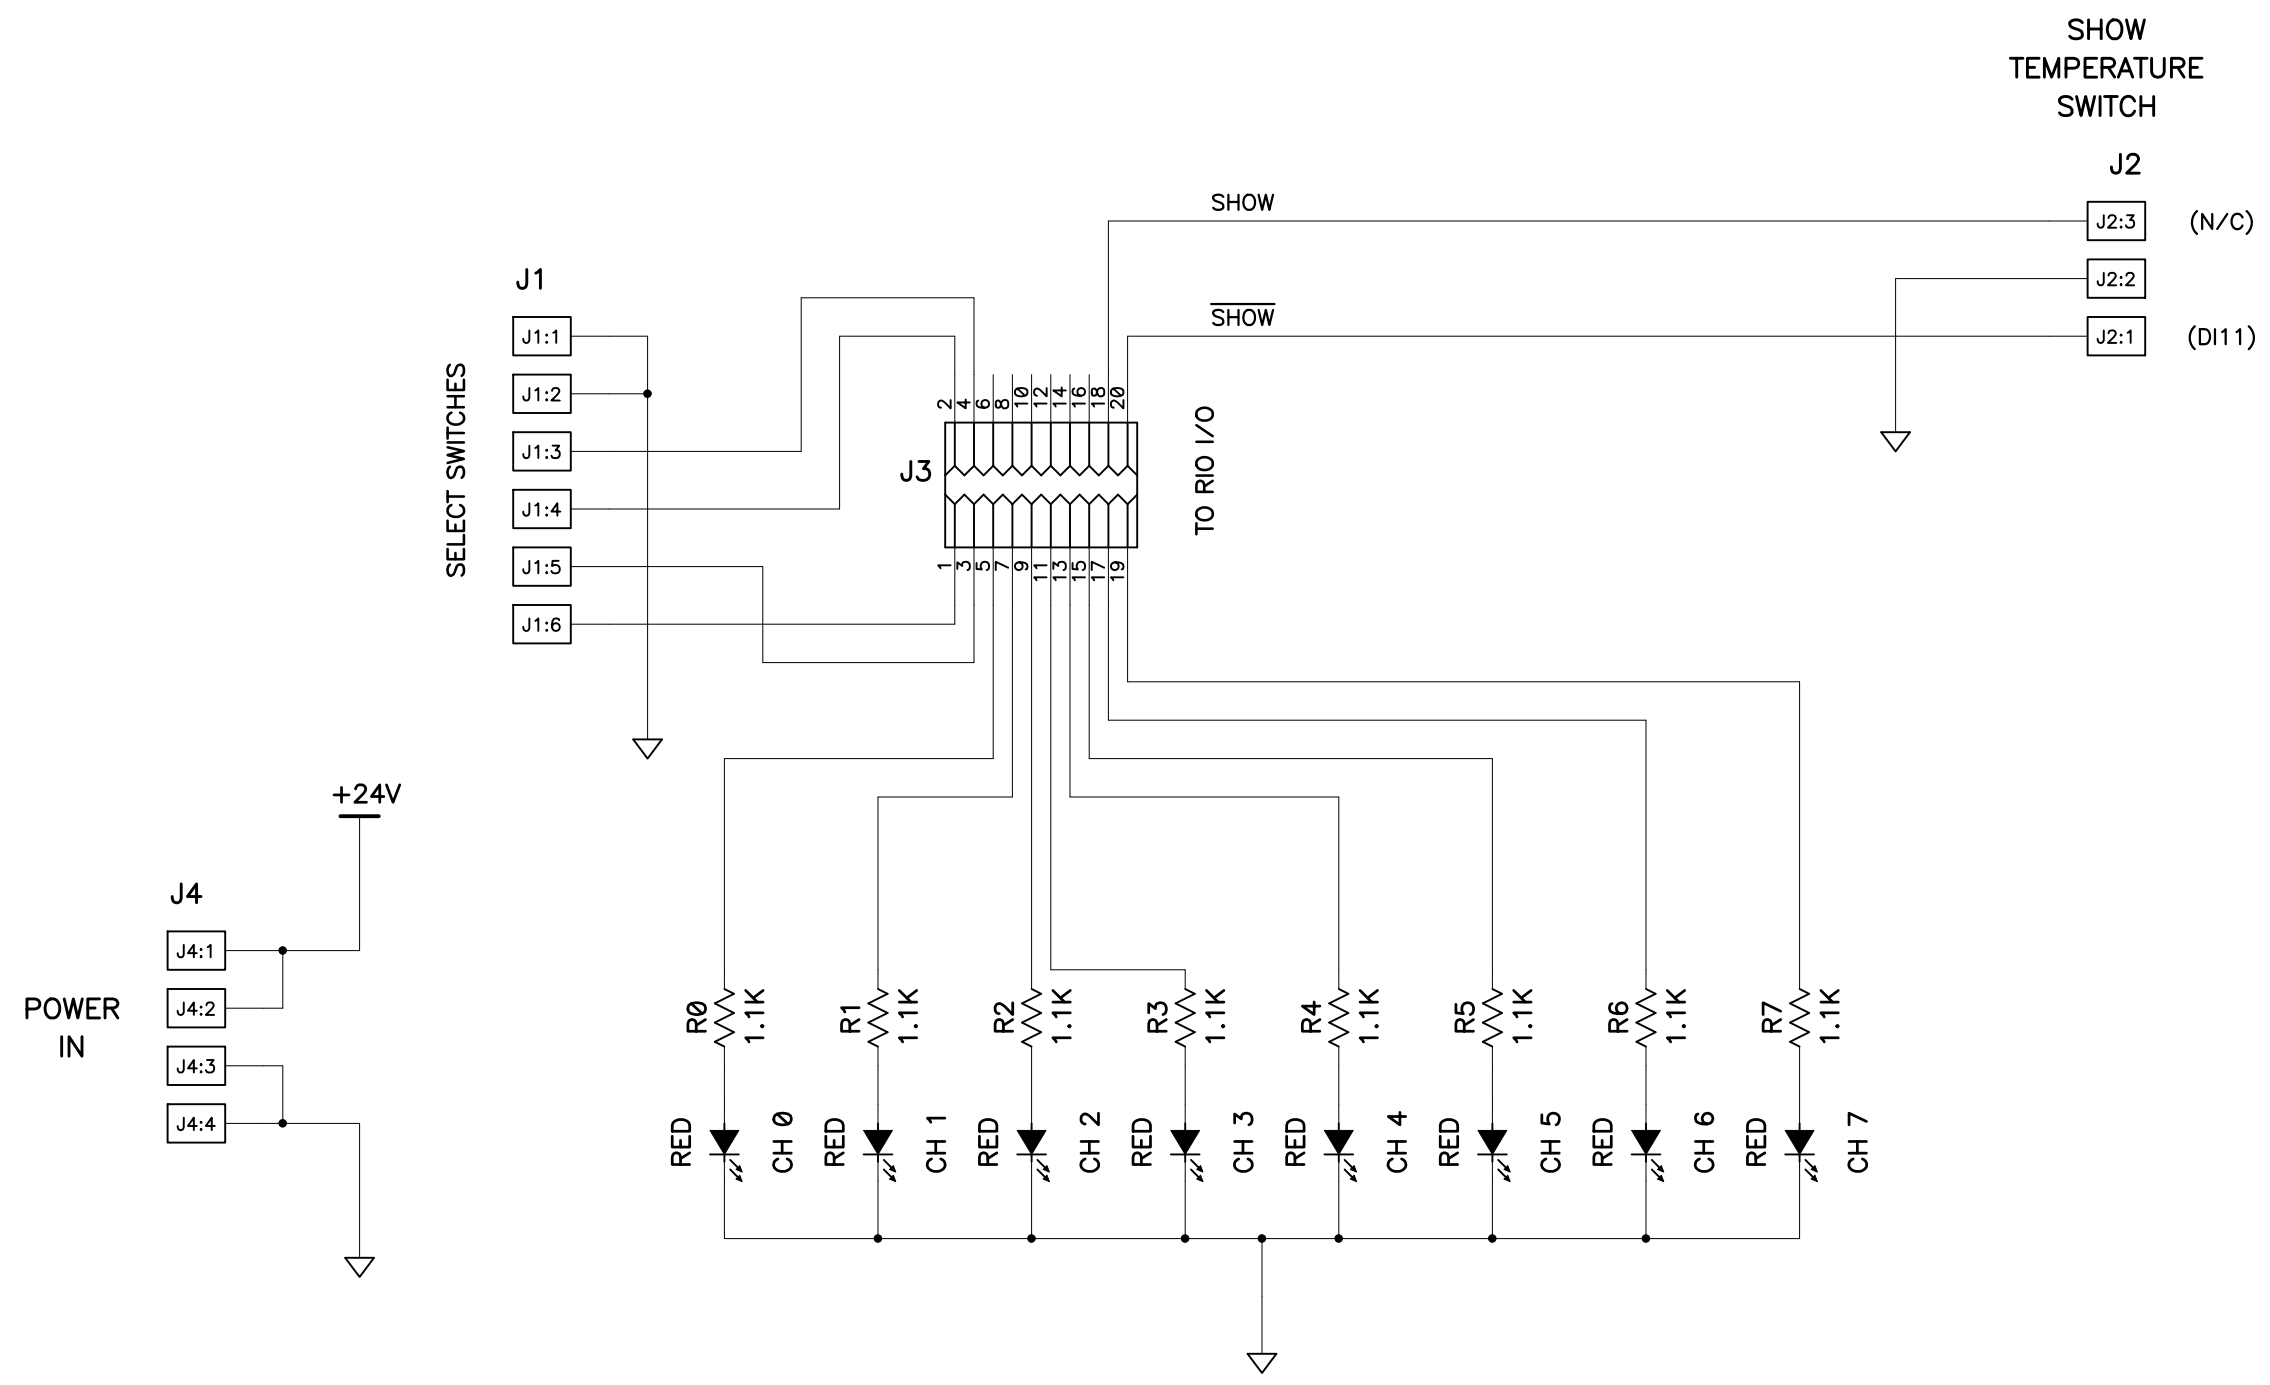 SHOW
TEMPERATURE
SWITCH
J2
SHOW
J2:3 (N/C)
J2:2
SHOW
J2:1 (DI11)
J1
SELECT SWITCHES
J1:1
J1:2
J1:3
J1:4
J1:5
J1:6
2 4 6 8 10 12 14 16 18 20
J3
TO RIO I/O
1 3 5 7 9 11 13 15 17 19
+24V
J4
POWER
IN
J4:1
J4:2
J4:3
J4:4
R0 1.1K
R1 1.1K
R2 1.1K
R3 1.1K
R4 1.1K
R5 1.1K
R6 1.1K
R7 1.1K
RED CH 0
RED CH 1
RED CH 2
RED CH 3
RED CH 4
RED CH 5
RED CH 6
RED CH 7